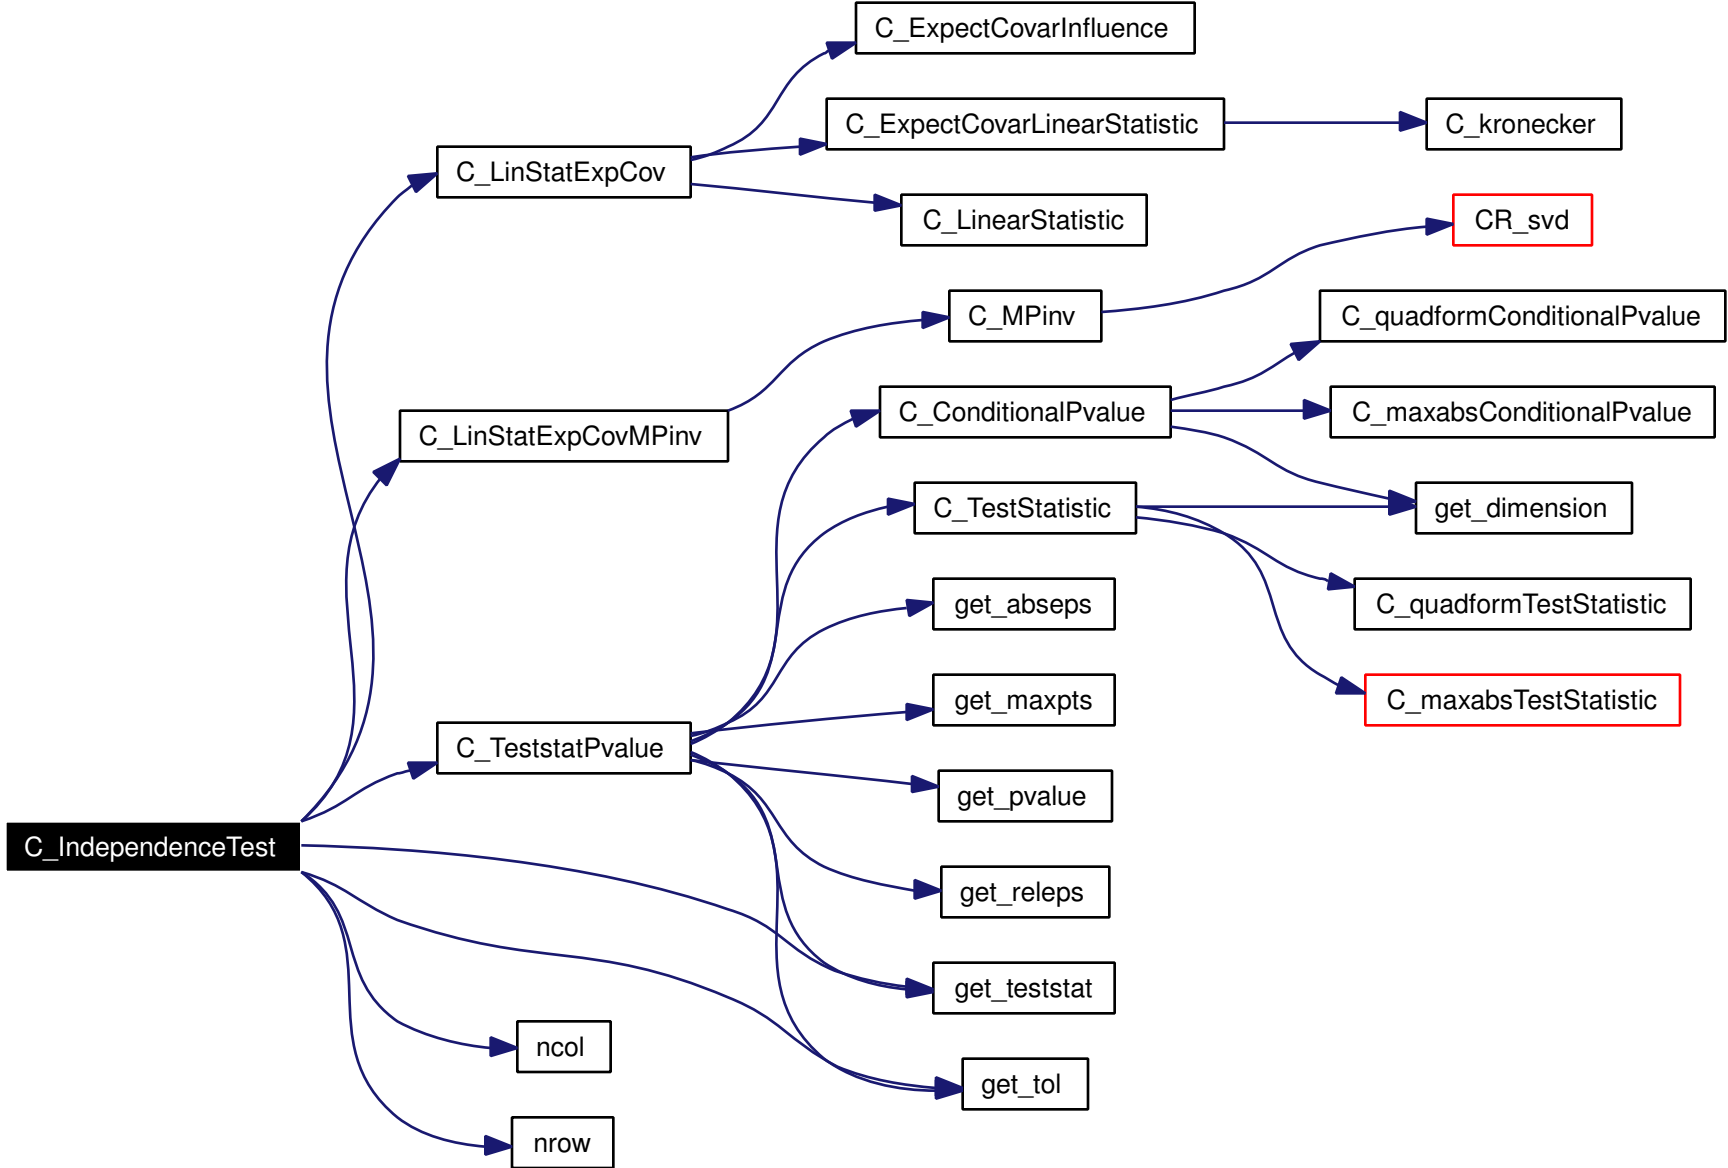 C_ExpectCovarInfluence
C_ExpectCovarLinearStatistic
C_kronecker
C_LinStatExpCov
C_LinearStatistic
CR_svd
C_MPinv
C_quadformConditionalPvalue
C_ConditionalPvalue
C_maxabsConditionalPvalue
C_LinStatExpCovMPinv
C_TestStatistic
get_dimension
get_abseps
C_quadformTestStatistic
get_maxpts
C_maxabsTestStatistic
C_TeststatPvalue
get_pvalue
C_IndependenceTest
get_releps
get_teststat
ncol
get_tol
nrow